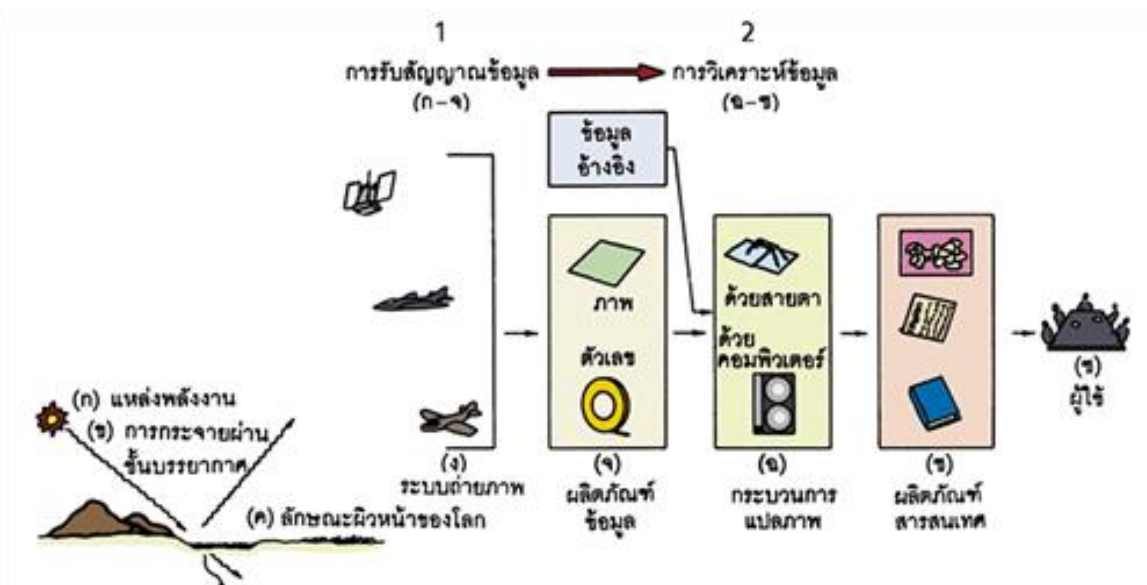 1
การรับสัญญาณข้อมูล
(ก-จ)
2
การวิเคราะห์ข้อมูล
(ฉ-ซ)
ข้อมูล
อ้างอิง
ภาพ
ตัวเลข
ด้วยสายตา
ด้วย
คอมพิวเตอร์
(ก) แหล่งพลังงาน
(ข) การกระจายผ่าน
ชั้นบรรยากาศ
(ค) ลักษณะผิวหน้าของโลก
(ง)
ระบบถ่ายภาพ
(จ)
ผลิตภัณฑ์
ข้อมูล
(ฉ)
กระบวนการ
แปลภาพ
(ช)
ผลิตภัณฑ์
สารสนเทศ
(ซ)
ผู้ใช้